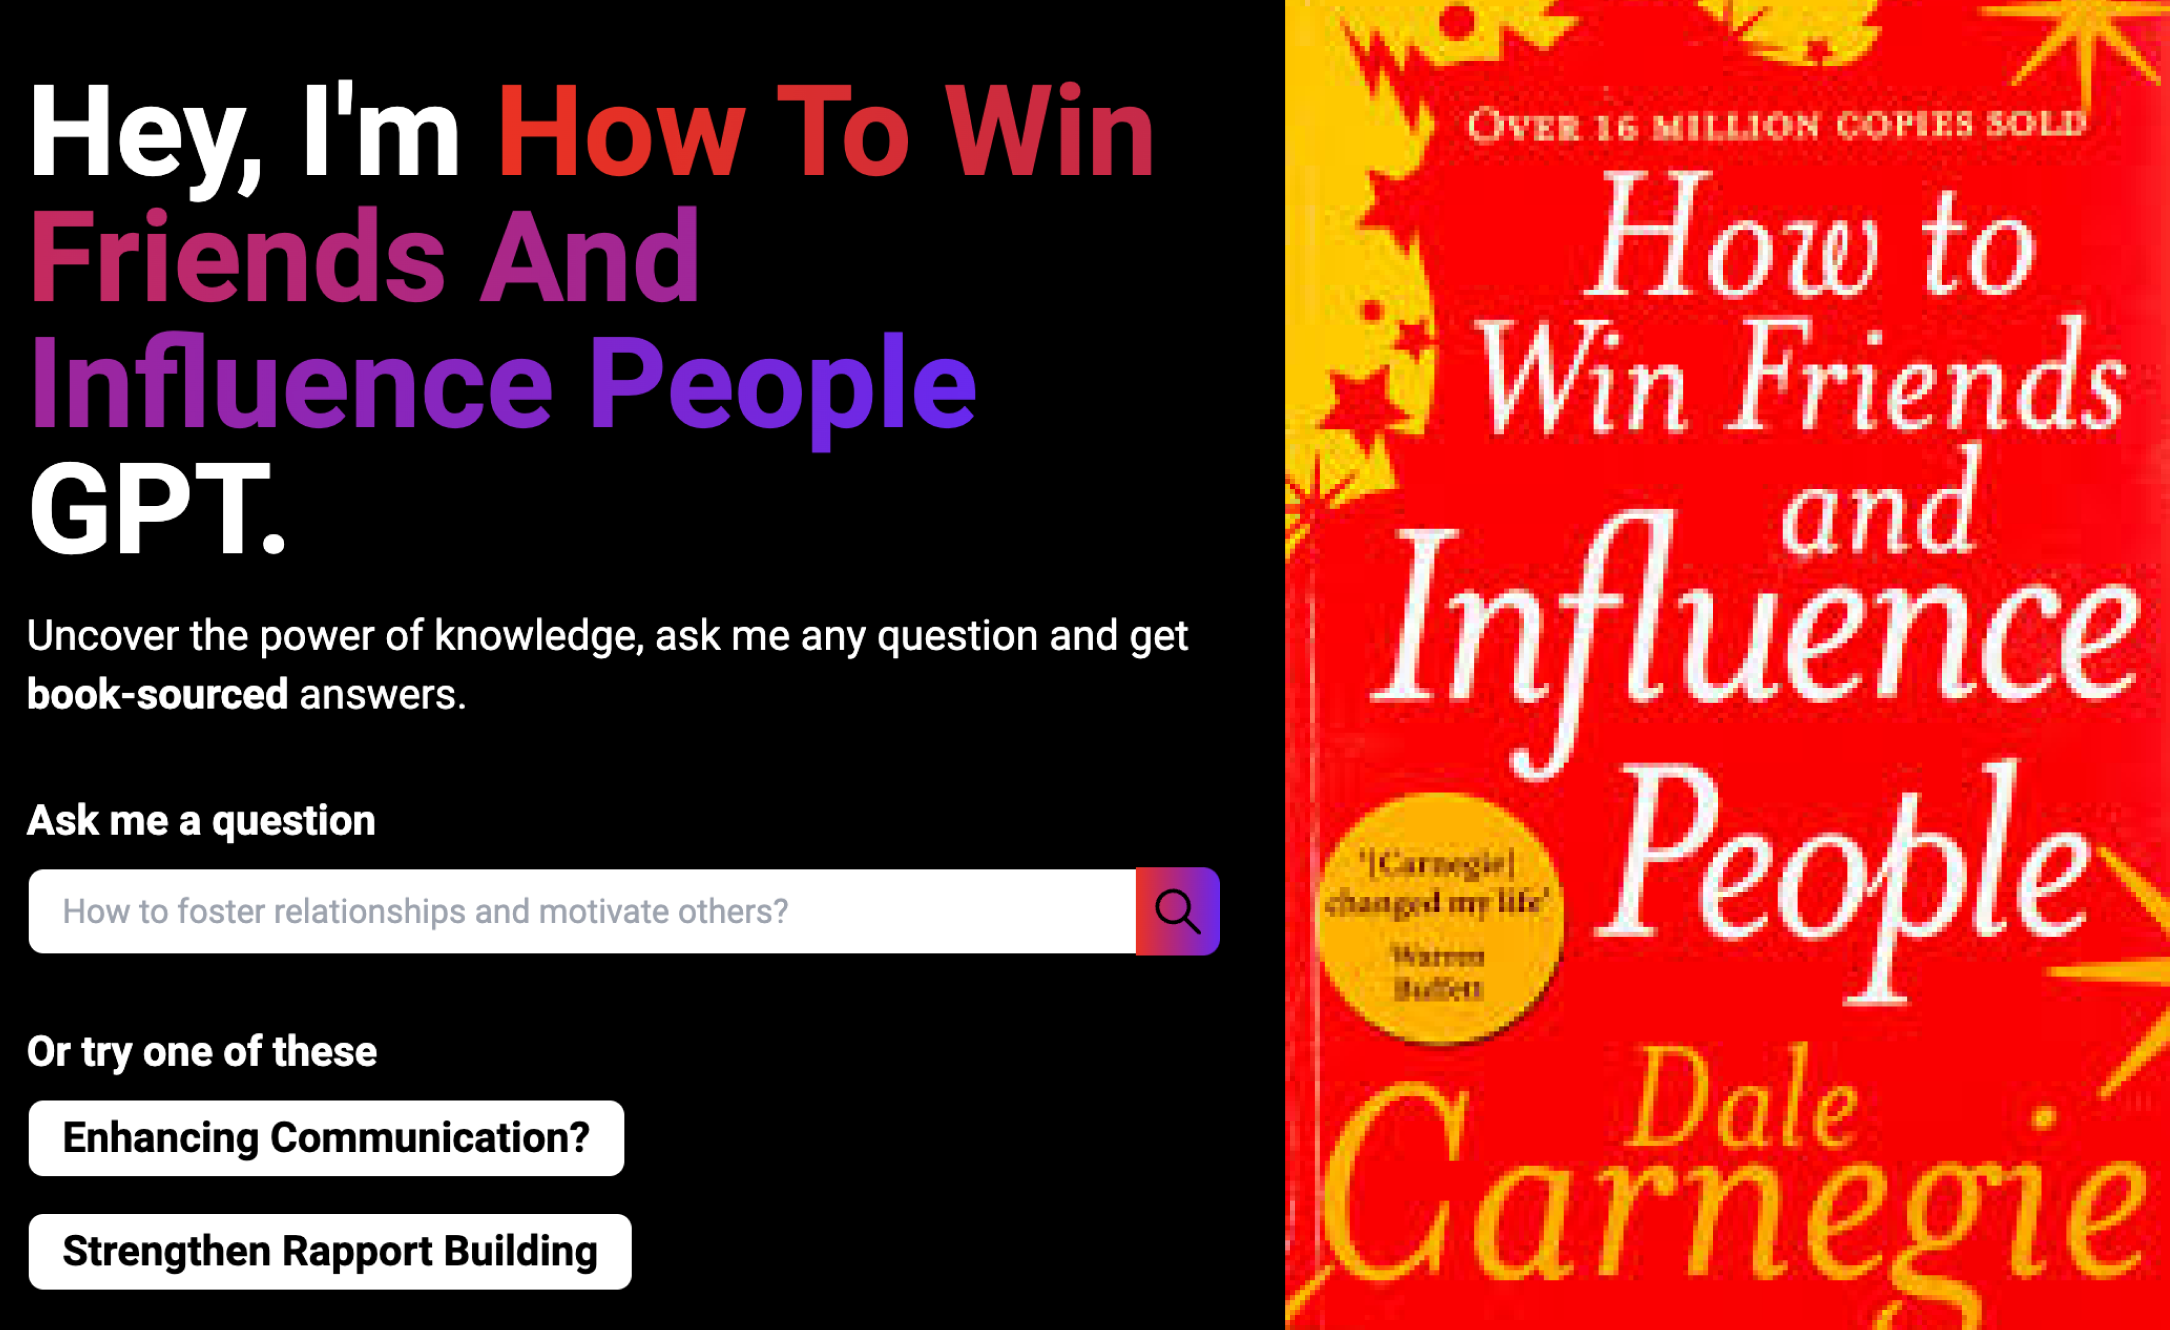 Hey, I'm How To Win
Friends And
Influence People
GPT.
Uncover the power of knowledge, ask me any question and get
book-sourced answers.
Ask me a question
How to foster relationships and motivate others?
Or try one of these
Enhancing Communication?
Strengthen Rapport Building
OVER 16 MILLION COPIES SOLD
How to
Win Friends
and
Influence
People
'[Carnegie]
changed my life'
Warren
Buffett
Dale
Carnegie